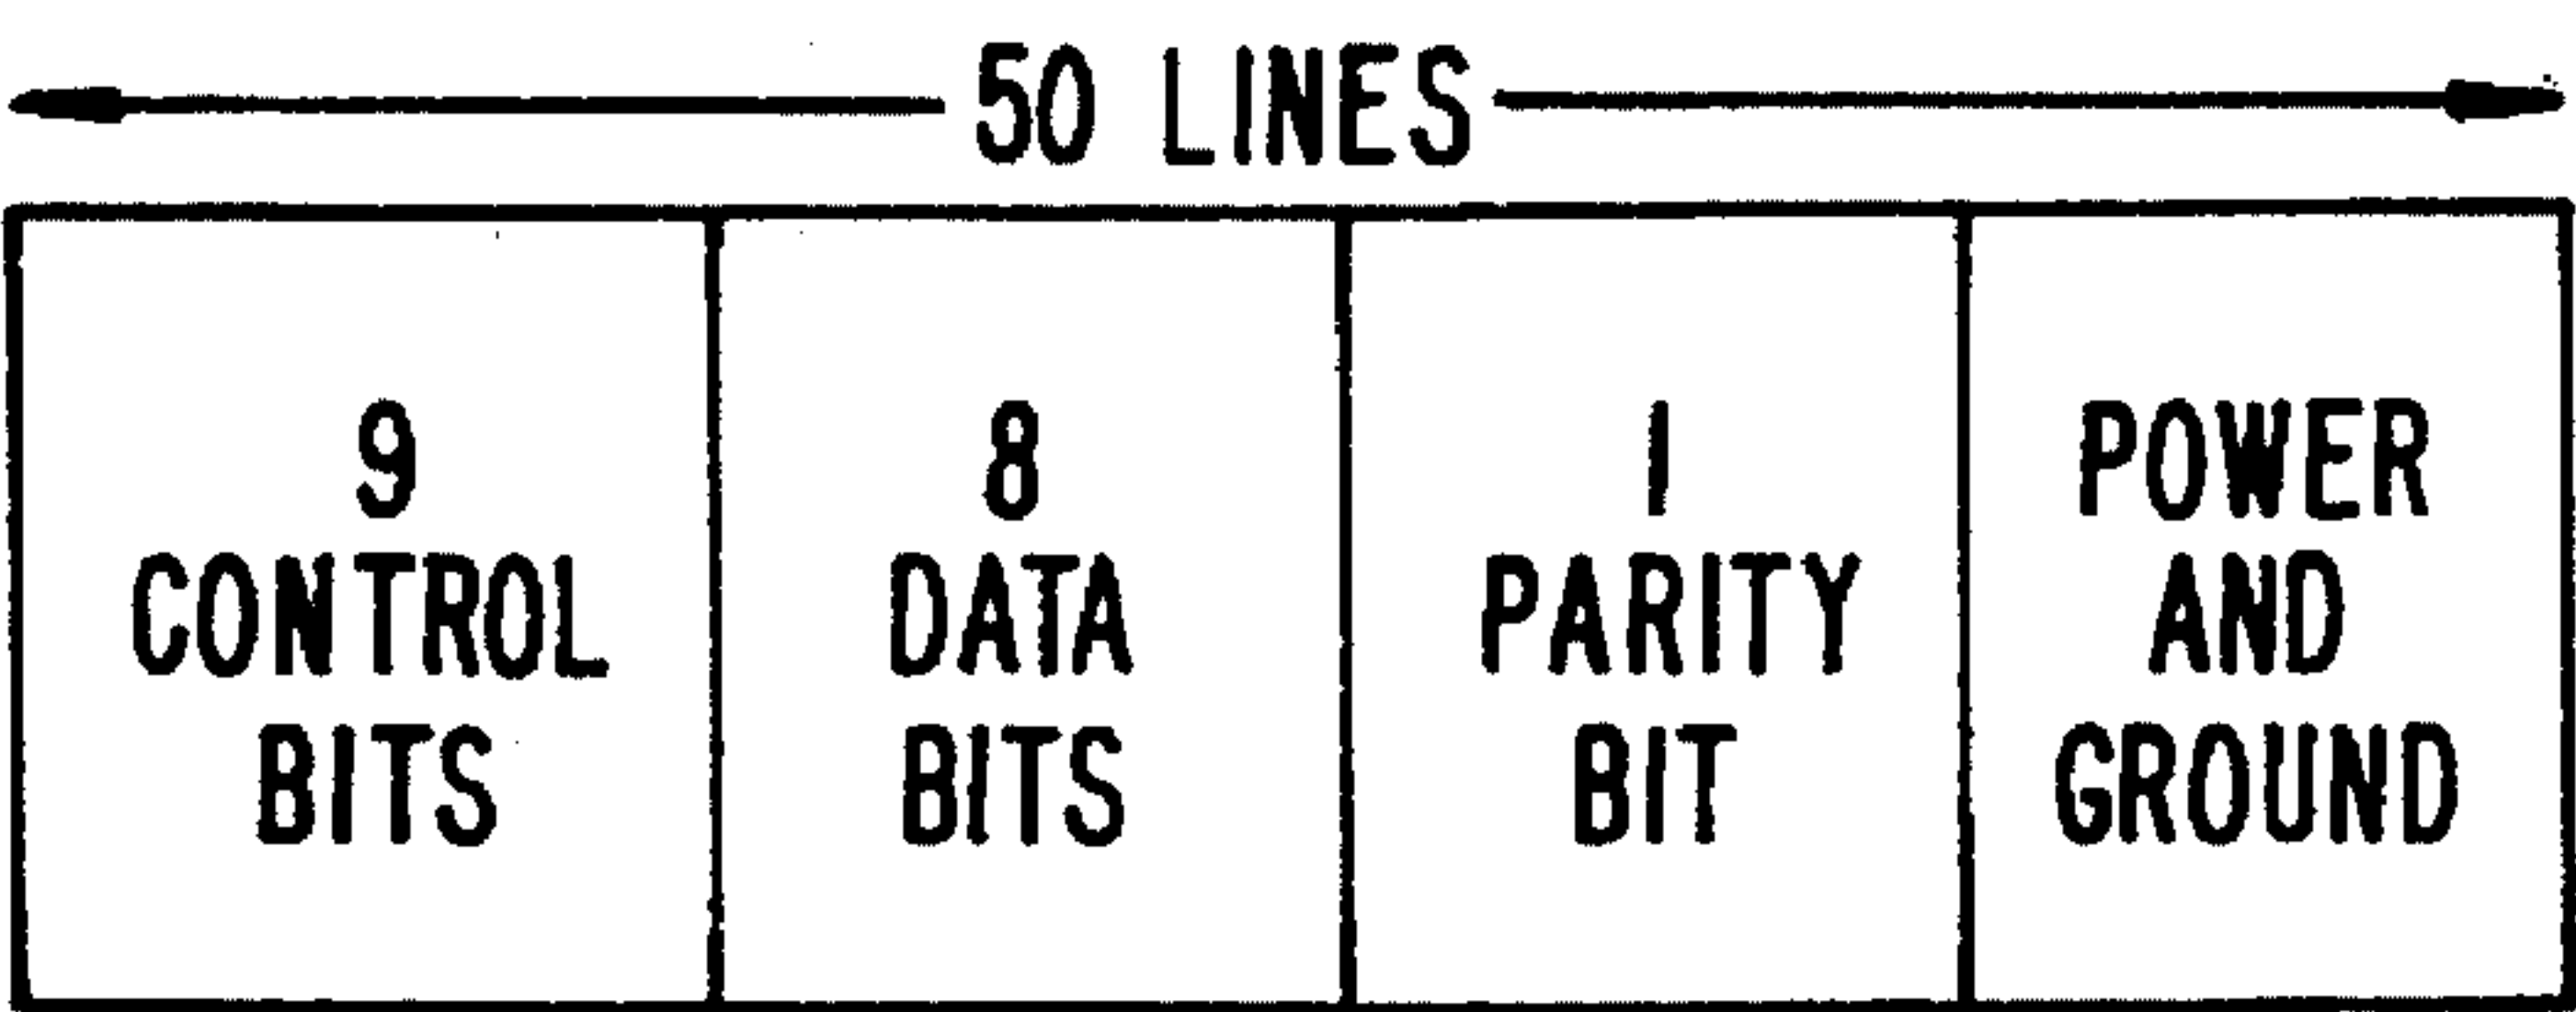 50 LINES
9
CONTROL
BITS
8
DATA
BITS
1
PARITY
BIT
POWER
AND
GROUND